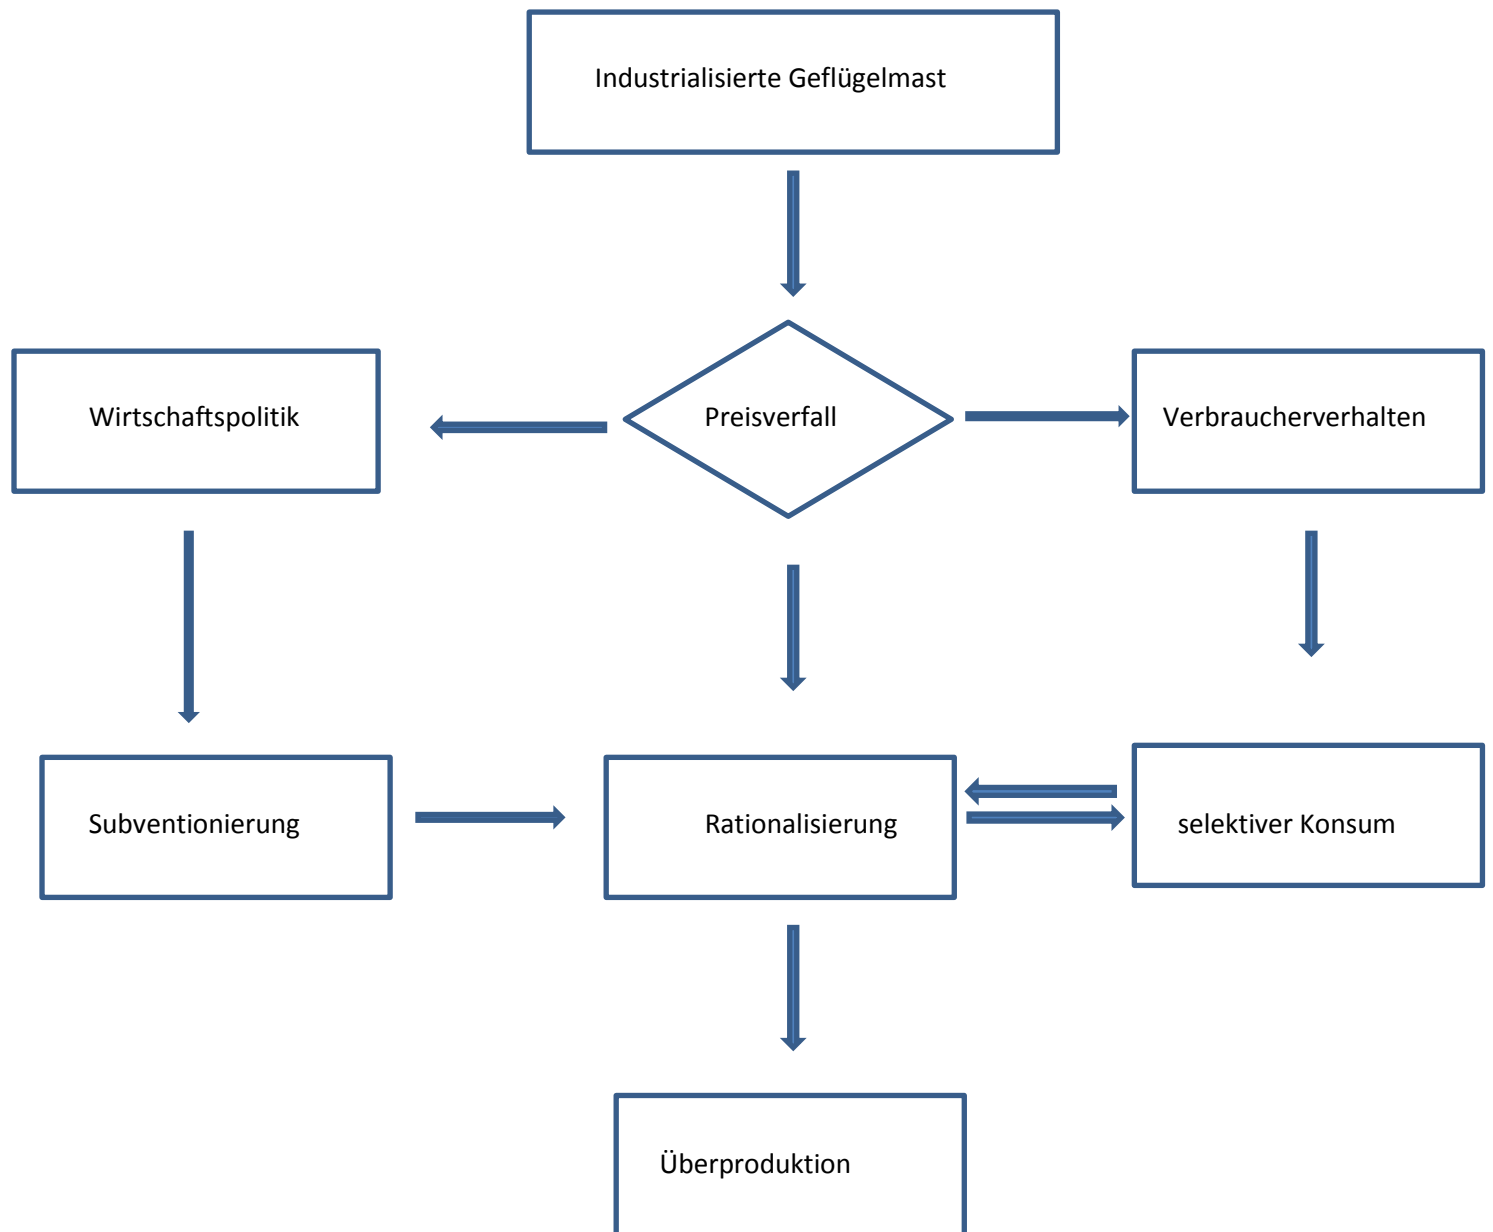 Industrialisierte Geflügelmast
Wirtschaftspolitik
Preisverfall
Verbraucherverhalten
Subventionierung
Rationalisierung
selektiver Konsum
Überproduktion